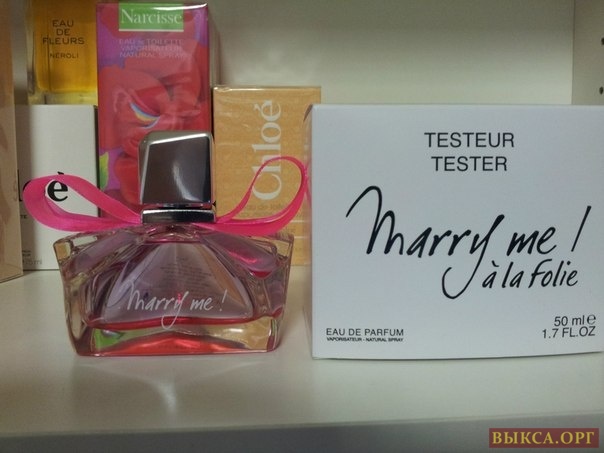 EAU
DE
FLEURS
NEROLI
Narcisse
EAU DE TOILETTE
VAPORISATEUR
NATURAL SPRAY
Chloé
Marry me !
TESTEUR
TESTER
Marry me !
à la folie
EAU DE PARFUM
VAPORISATEUR - NATURAL SPRAY
50 ml e
1.7 FL.OZ
ВЫКСА.ОРГ